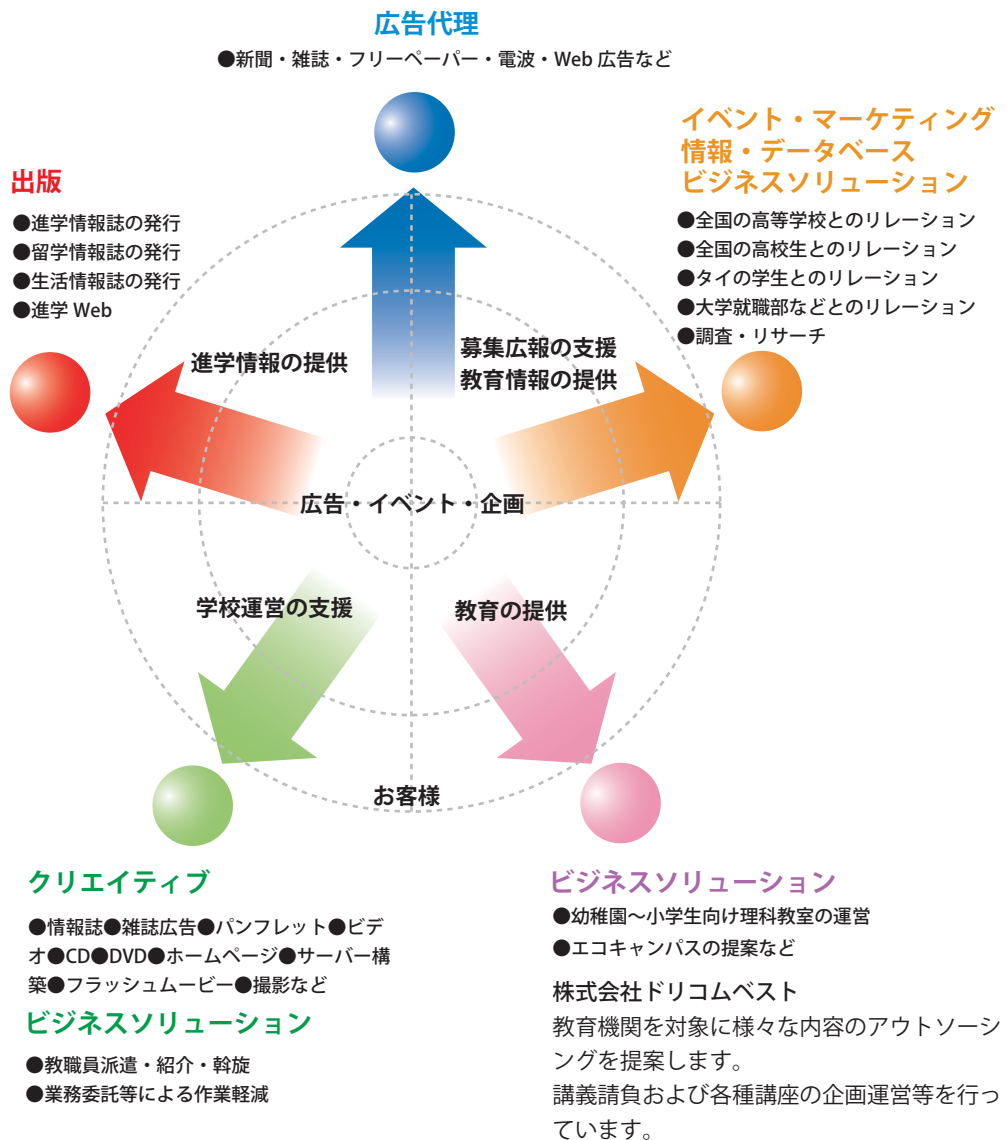 広告代理
●新聞・雑誌・フリーペーパー・電波・Web 広告など
イベント・マーケティング
情報・データベース
ビジネスソリューション
●全国の高等学校とのリレーション
●全国の高校生とのリレーション
●タイの学生とのリレーション
●大学就職部などとのリレーション
●調査・リサーチ
出版
●進学情報誌の発行
●留学情報誌の発行
●生活情報誌の発行
●進学 Web
進学情報の提供
募集広報の支援
教育情報の提供
広告・イベント・企画
学校運営の支援
教育の提供
お客様
クリエイティブ
●情報誌●雑誌広告●パンフレット●ビデ
オ●CD●DVD●ホームページ●サーバー構
築●フラッシュムービー●撮影など
ビジネスソリューション
●教職員派遣・紹介・斡旋
●業務委託等による作業軽減
ビジネスソリューション
●幼稚園～小学生向け理科教室の運営
●エコキャンパスの提案など
株式会社ドリコムベスト
教育機関を対象に様々な内容のアウトソーシ
ングを提案します。
講義請負および各種講座の企画運営等を行っ
ています。